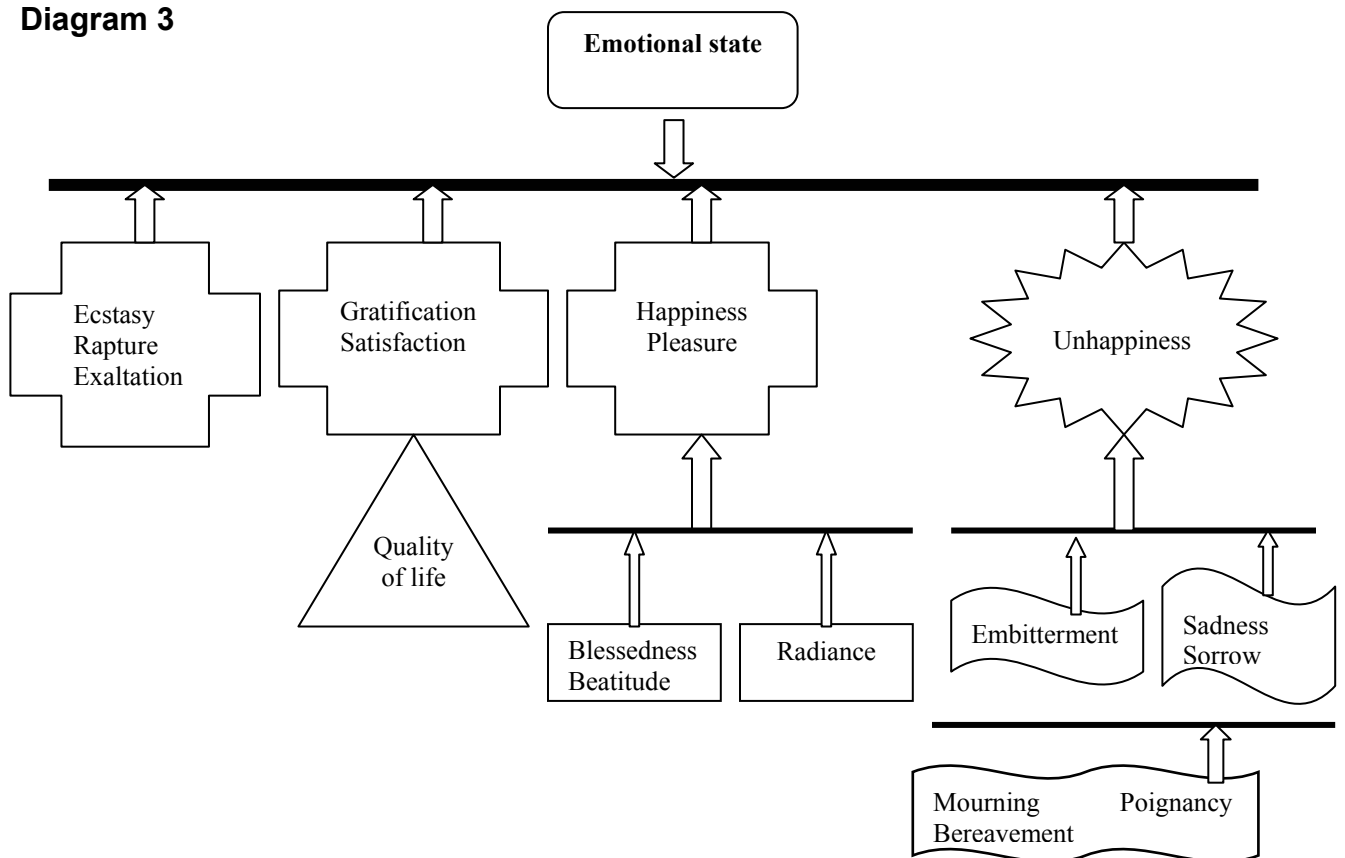 Diagram 3
Emotional state
Ecstasy
Rapture
Exaltation
Gratification
Satisfaction
Happiness
Pleasure
Unhappiness
Quality
of life
Blessedness
Beatitude
Radiance
Embitterment
Sadness
Sorrow
Mourning
Bereavement
Poignancy